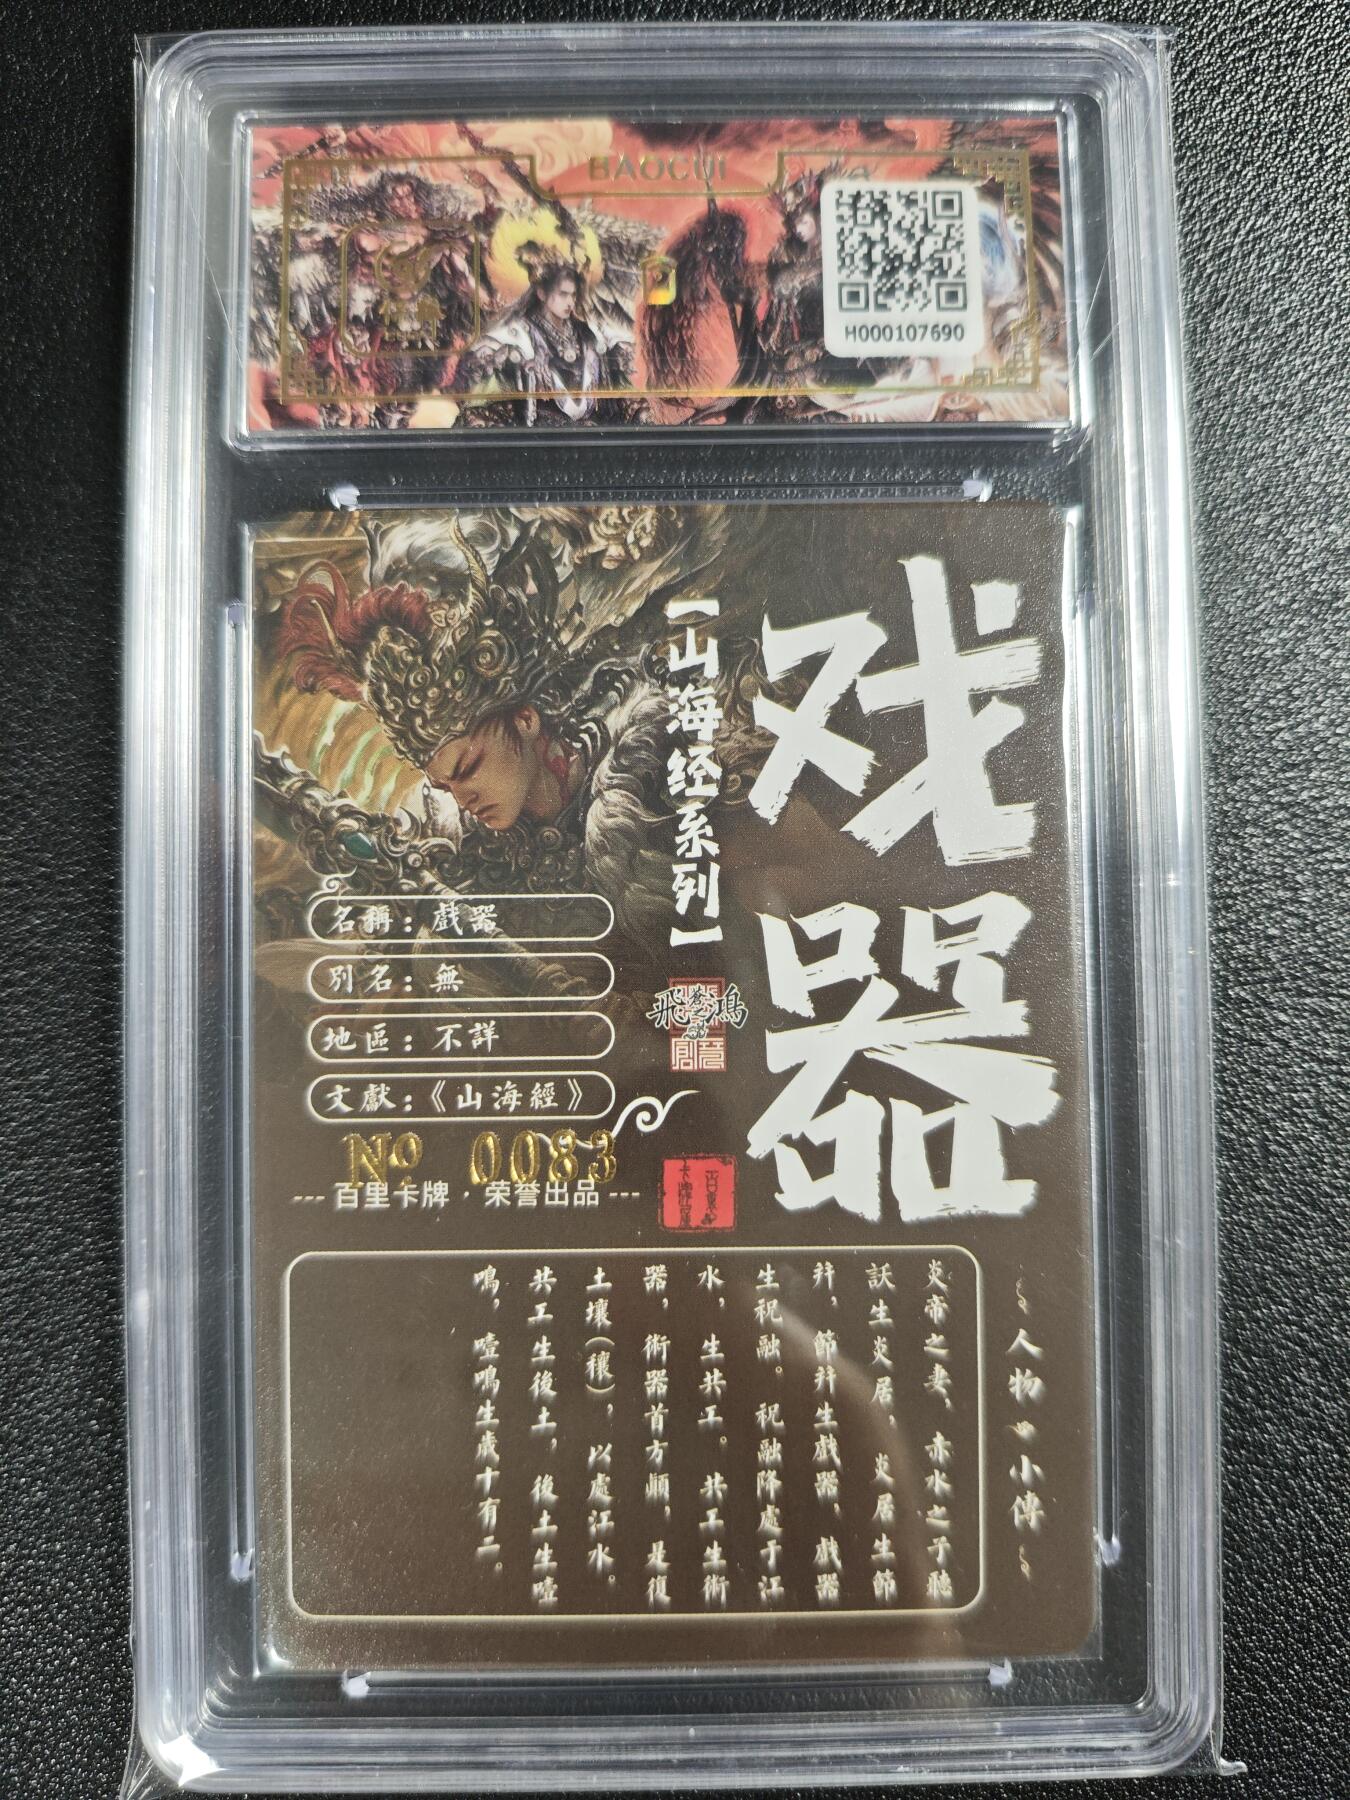 BAOCUI
H000107690
戏器
【山海经系列】
飛鴻
名稱：戲器
別名：無
地區：不詳
文獻：《山海經》
№ 0083
--- 百里卡牌 · 荣誉出品 ---
人物小傳
炎帝之妻，赤水之子聽
訞生炎居，炎居生節
竝，節竝生戲器，戲器
生祝融。祝融降處于江
水，生共工。共工生術
器，術器首方顛，是復
土壤（穰），以處江水。
共工生後土，後土生噎
鳴，噎鳴生歲十有二。